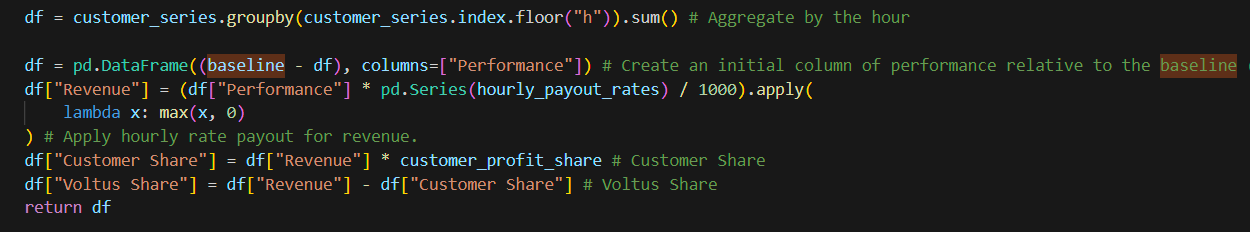 df = customer_series.groupby(customer_series.index.floor("h")).sum() # Aggregate by the hour
df = pd.DataFrame((baseline - df), columns=["Performance"]) # Create an initial column of performance relative to the baseline
df["Revenue"] = (df["Performance"] * pd.Series(hourly_payout_rates) / 1000).apply(
lambda x: max(x, 0)
) # Apply hourly rate payout for revenue.
df["Customer Share"] = df["Revenue"] * customer_profit_share # Customer Share
df["Voltus Share"] = df["Revenue"] - df["Customer Share"] # Voltus Share
return df